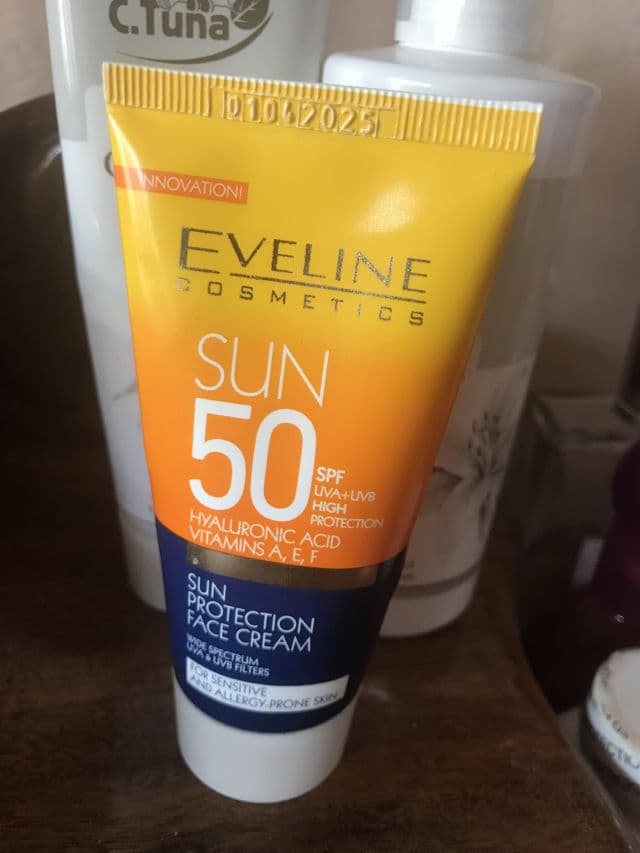 C.Tuna
01042025
INNOVATION!
EVELINE
COSMETICS
SUN
50
SPF
UVA+UVB
HIGH
PROTECTION
HYALURONIC ACID
VITAMINS A, E, F
SUN
PROTECTION
FACE CREAM
WIDE SPECTRUM
UVA & UVB FILTERS
FOR SENSITIVE
AND ALLERGY-PRONE SKIN